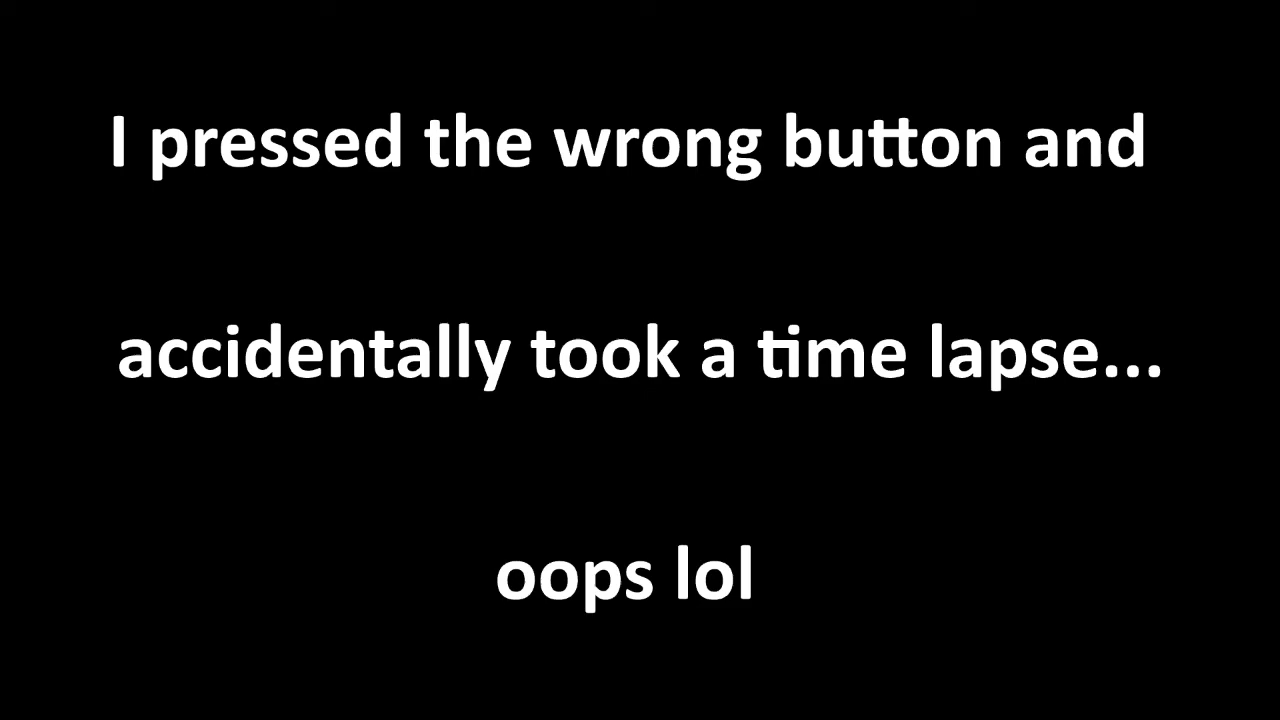 I pressed the wrong button and
accidentally took a time lapse...
oops lol